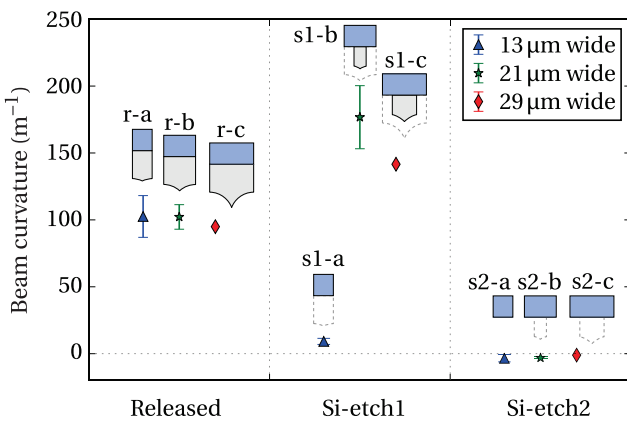 250
200
150
100
50
0
Beam curvature (m⁻¹)
s1-b
s1-c
r-a
r-b
r-c
s1-a
s2-a s2-b s2-c
13 µm wide
21 µm wide
29 µm wide
Released
Si-etch1
Si-etch2